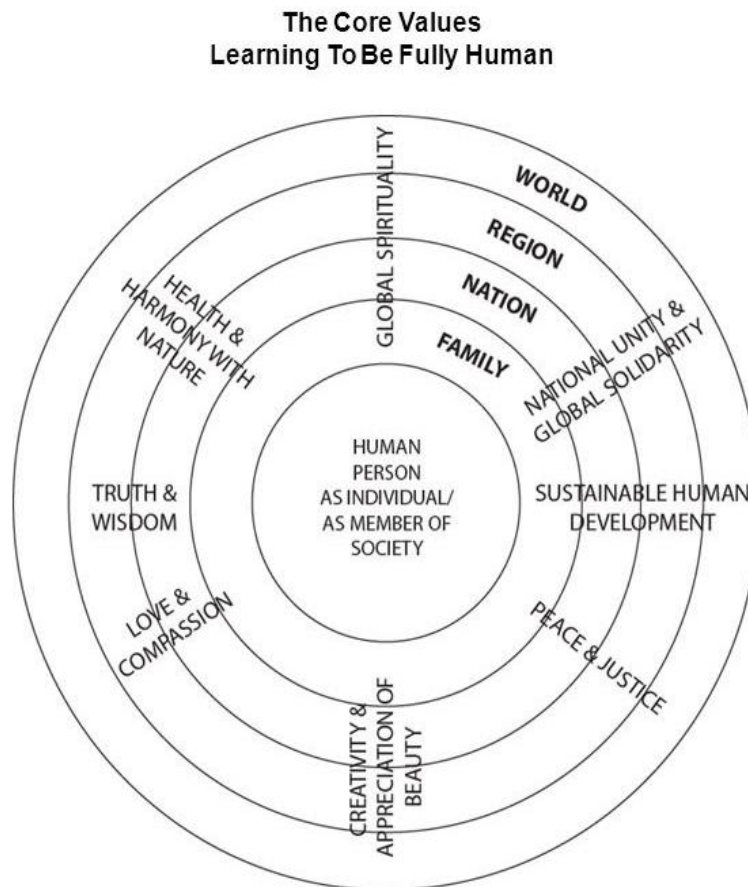 The Core Values
Learning To Be Fully Human
GLOBAL SPIRITUALITY
WORLD
REGION
NATION
FAMILY
HEALTH &
HARMONY WITH
NATURE
NATIONAL UNITY &
GLOBAL SOLIDARITY
HUMAN
PERSON
AS INDIVIDUAL/
AS MEMBER OF
SOCIETY
TRUTH &
WISDOM
SUSTAINABLE HUMAN
DEVELOPMENT
LOVE &
COMPASSION
PEACE & JUSTICE
CREATIVITY &
APPRECIATION OF
BEAUTY